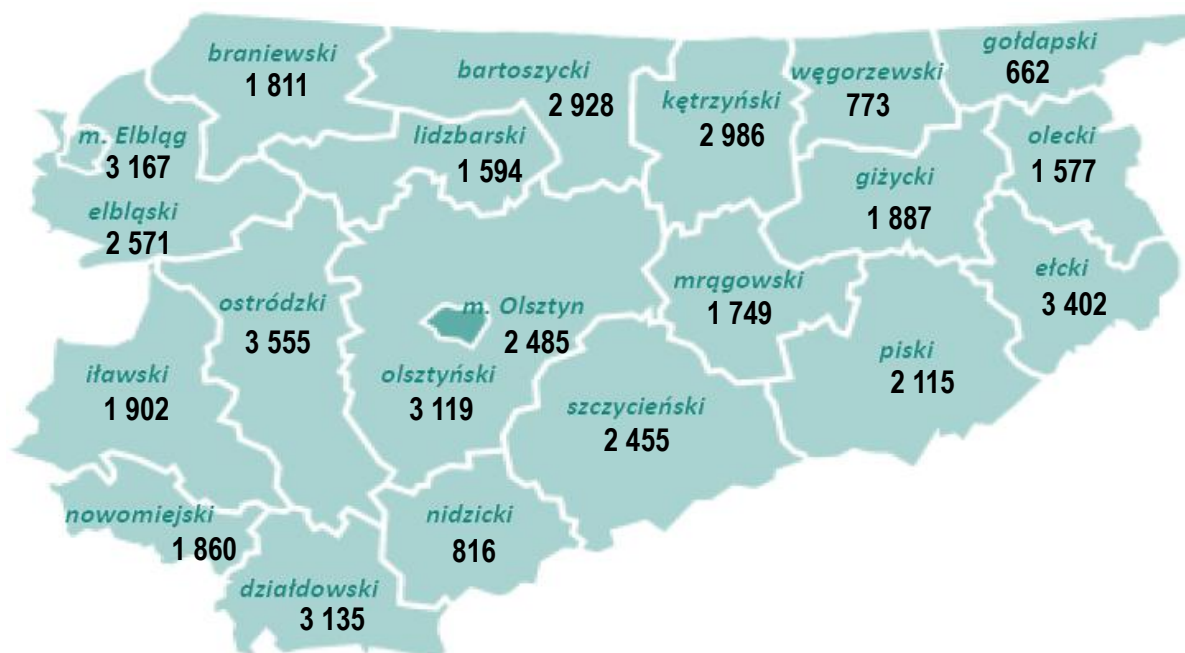 braniewski
1 811
bartoszycki
2 928
kętrzyński
2 986
węgorzewski
773
gołdapski
662
m. Elbląg
3 167
lidzbarski
1 594
olecki
1 577
giżycki
1 887
elbląski
2 571
ostródzki
3 555
m. Olsztyn
2 485
mrągowski
1 749
ełcki
3 402
iławski
1 902
olsztyński
3 119
szczycieński
2 455
piski
2 115
nowomiejski
1 860
nidzicki
816
działdowski
3 135